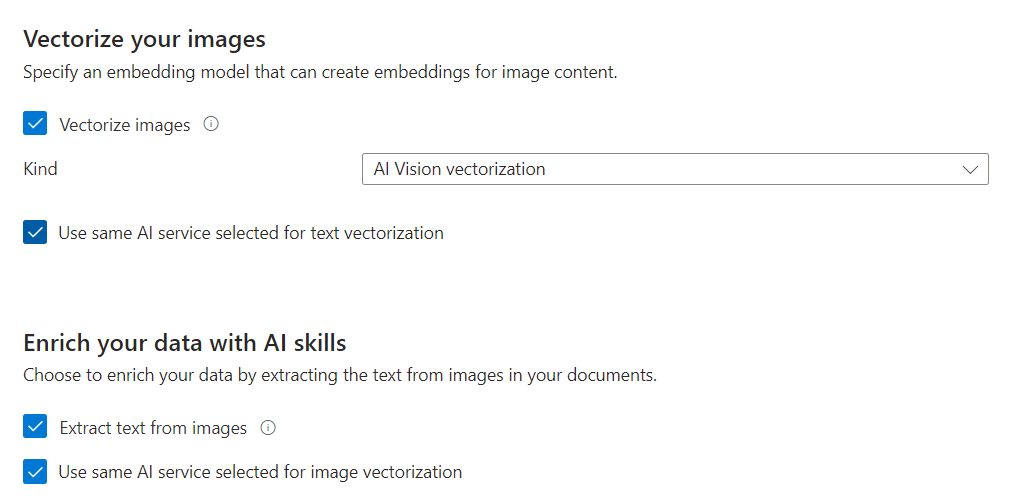 Vectorize your images
Specify an embedding model that can create embeddings for image content.
Vectorize images
Kind
AI Vision vectorization
Use same AI service selected for text vectorization
Enrich your data with AI skills
Choose to enrich your data by extracting the text from images in your documents.
Extract text from images
Use same AI service selected for image vectorization